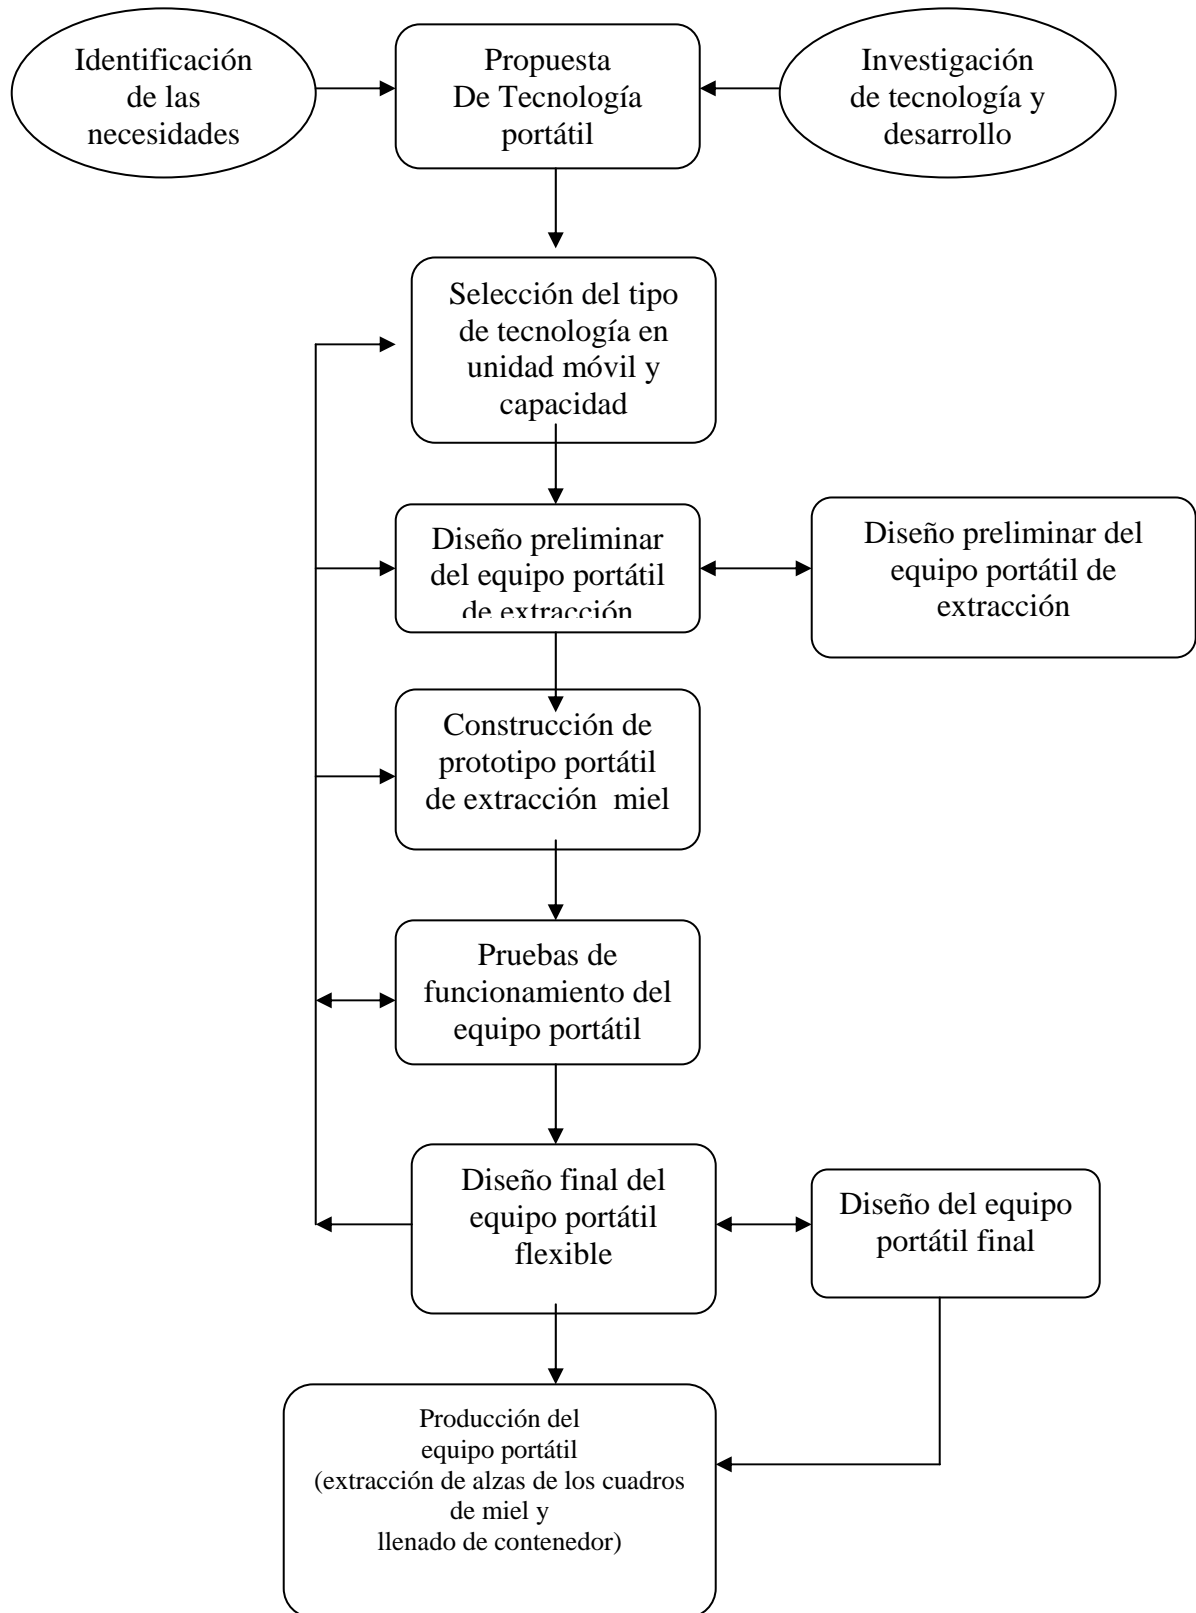 Identificación
de las
necesidades
Propuesta
De Tecnología
portátil
Investigación
de tecnología y
desarrollo
Selección del tipo
de tecnología en
unidad móvil y
capacidad
Diseño preliminar
del equipo portátil
de extracción
Diseño preliminar del
equipo portátil de
extracción
Construcción de
prototipo portátil
de extracción  miel
Pruebas de
funcionamiento del
equipo portátil
Diseño final del
equipo portátil
flexible
Diseño del equipo
portátil final
Producción del
equipo portátil
(extracción de alzas de los cuadros
de miel y
llenado de contenedor)